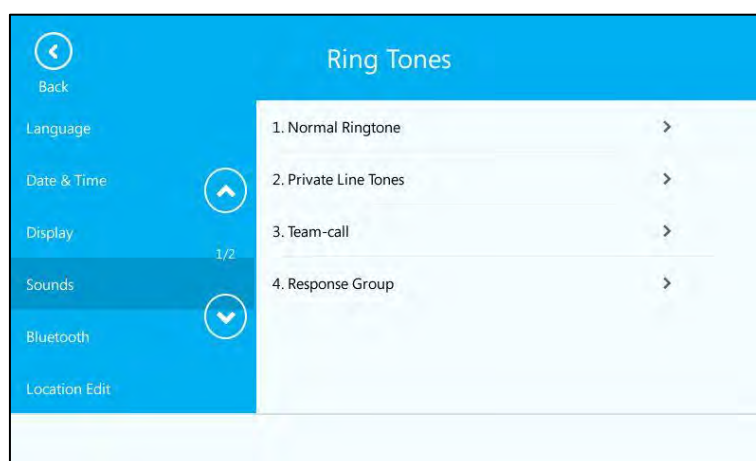 Ring Tones
Back
Language
Date & Time
Display
1/2
Sounds
Bluetooth
Location Edit
1. Normal Ringtone
2. Private Line Tones
3. Team-call
4. Response Group